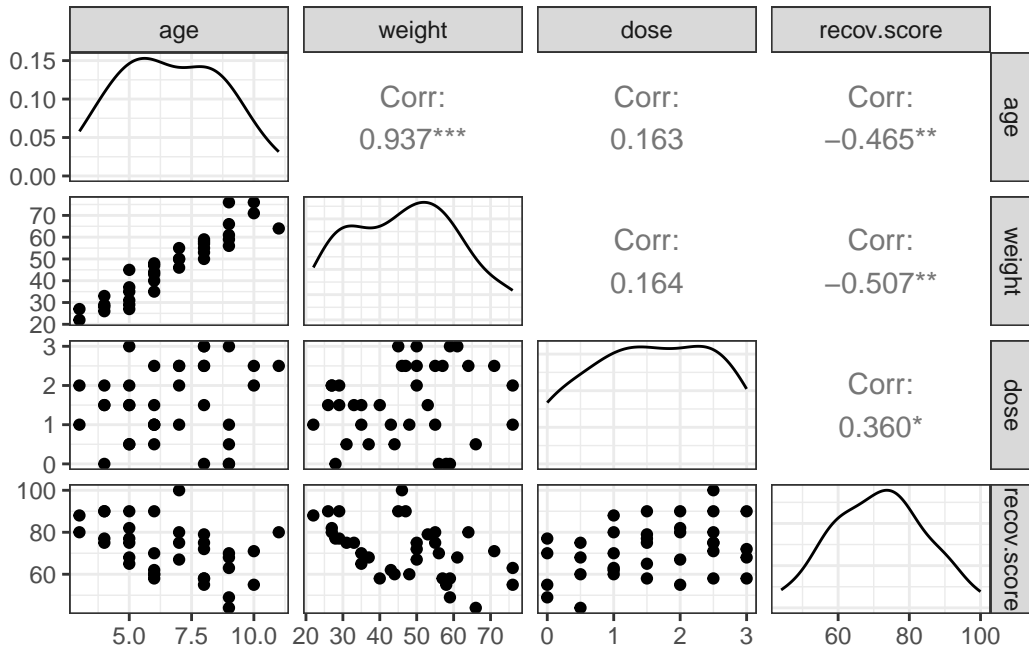 age weight dose recov.score
0.15
0.10
0.05
0.00
Corr:
0.937***
Corr:
0.163
Corr:
−0.465**
age
70
60
50
40
30
20
Corr:
0.164
Corr:
−0.507**
weight
3
2
1
0
Corr:
0.360*
dose
100
80
60
recov.score
5.0 7.5 10.0 20 30 40 50 60 70 0 1 2 3 60 80 100